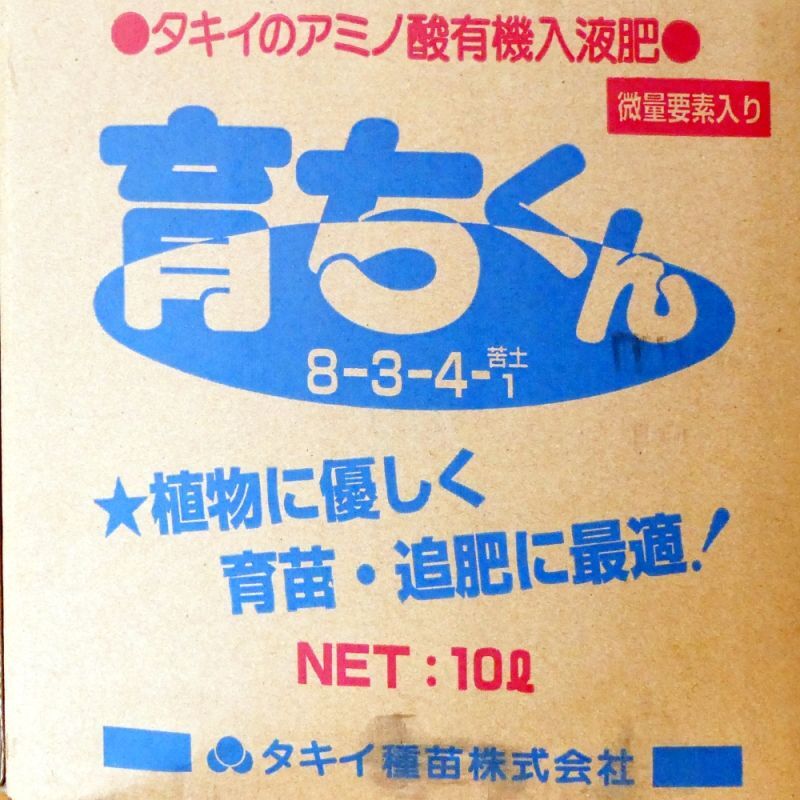 ●タキイのアミノ酸有機入液肥●
微量要素入り
育ちくん
8-3-4-苦土1
★植物に優しく
育苗・追肥に最適!
NET:10ℓ
タキイ種苗株式会社